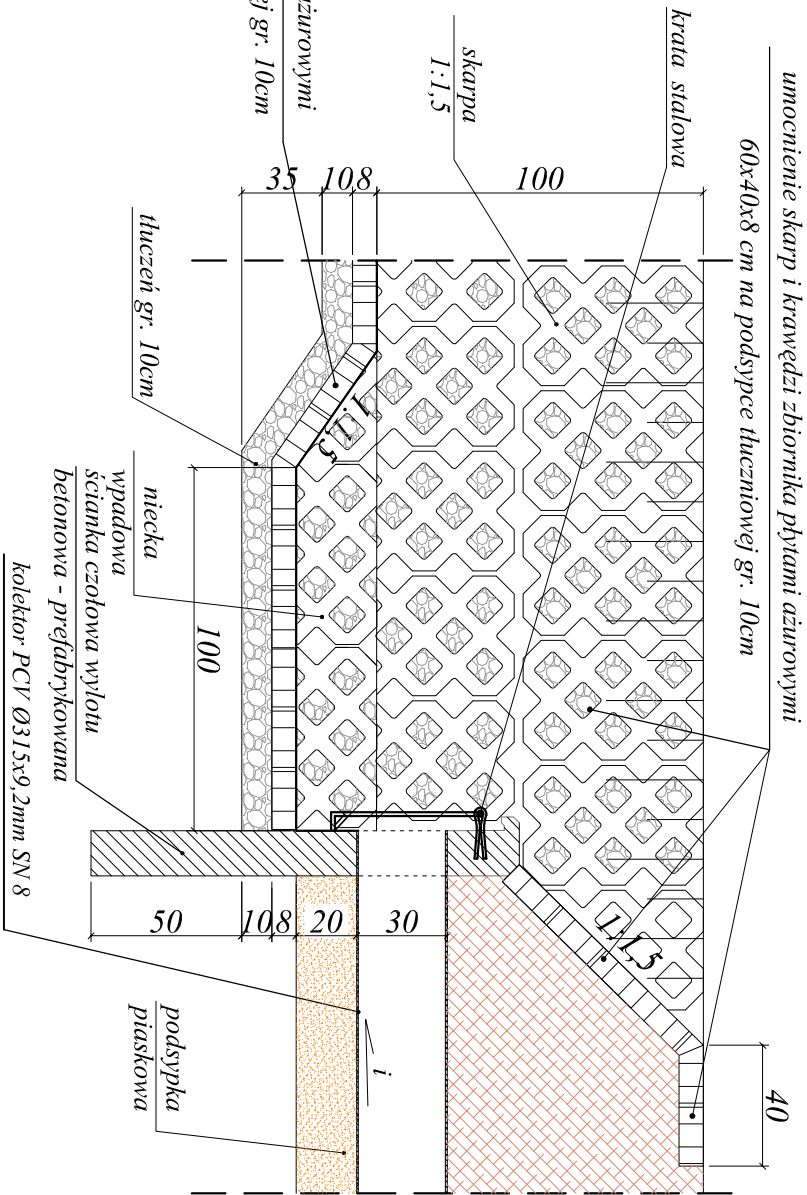 umocnienie skarp i krawędzi zbiornika płytami ażurowymi
60x40x8 cm na podsypce tłuczniowej gr. 10cm
krata stalowa
skarpa
1:1,5
ażurowymi
ej gr. 10cm
35
10
8
100
tłuczeń gr. 10cm
niecka
wpadowa
ścianka czołowa wylotu
betonowa - prefabrykowana
kolektor PCV Ø315x9,2mm SN 8
1:1,5
100
1:1,5
40
50
10
8
20
30
i
podsypka
piaskowa